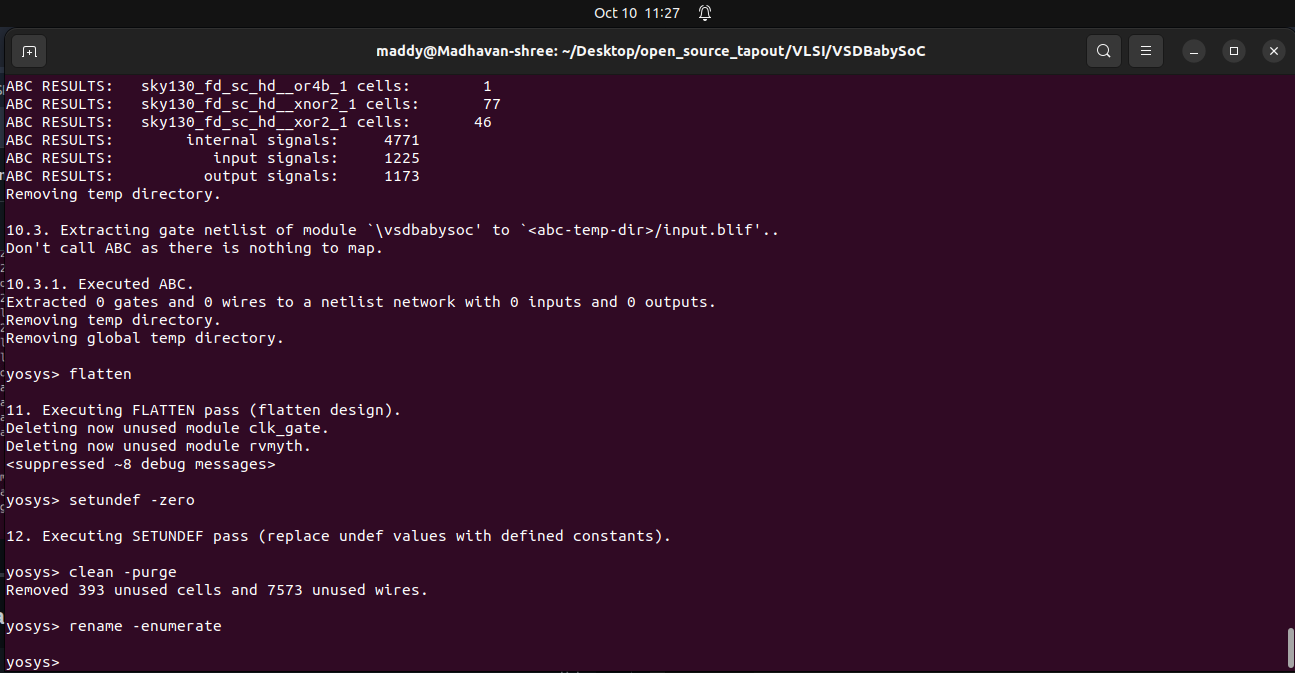 Oct 10 11:27
maddy@Madhavan-shree: ~/Desktop/open_source_tapout/VLSI/VSDBabySoC
ABC RESULTS:   sky130_fd_sc_hd__or4b_1 cells:        1
ABC RESULTS:   sky130_fd_sc_hd__xnor2_1 cells:       77
ABC RESULTS:   sky130_fd_sc_hd__xor2_1 cells:       46
ABC RESULTS:        internal signals:     4771
ABC RESULTS:           input signals:     1225
ABC RESULTS:          output signals:     1173
Removing temp directory.
10.3. Extracting gate netlist of module `\vsdbabysoc' to `<abc-temp-dir>/input.blif'..
Don't call ABC as there is nothing to map.
10.3.1. Executed ABC.
Extracted 0 gates and 0 wires to a netlist network with 0 inputs and 0 outputs.
Removing temp directory.
Removing global temp directory.
yosys> flatten
11. Executing FLATTEN pass (flatten design).
Deleting now unused module clk_gate.
Deleting now unused module rvmyth.
<suppressed ~8 debug messages>
yosys> setundef -zero
12. Executing SETUNDEF pass (replace undef values with defined constants).
yosys> clean -purge
Removed 393 unused cells and 7573 unused wires.
yosys> rename -enumerate
yosys>